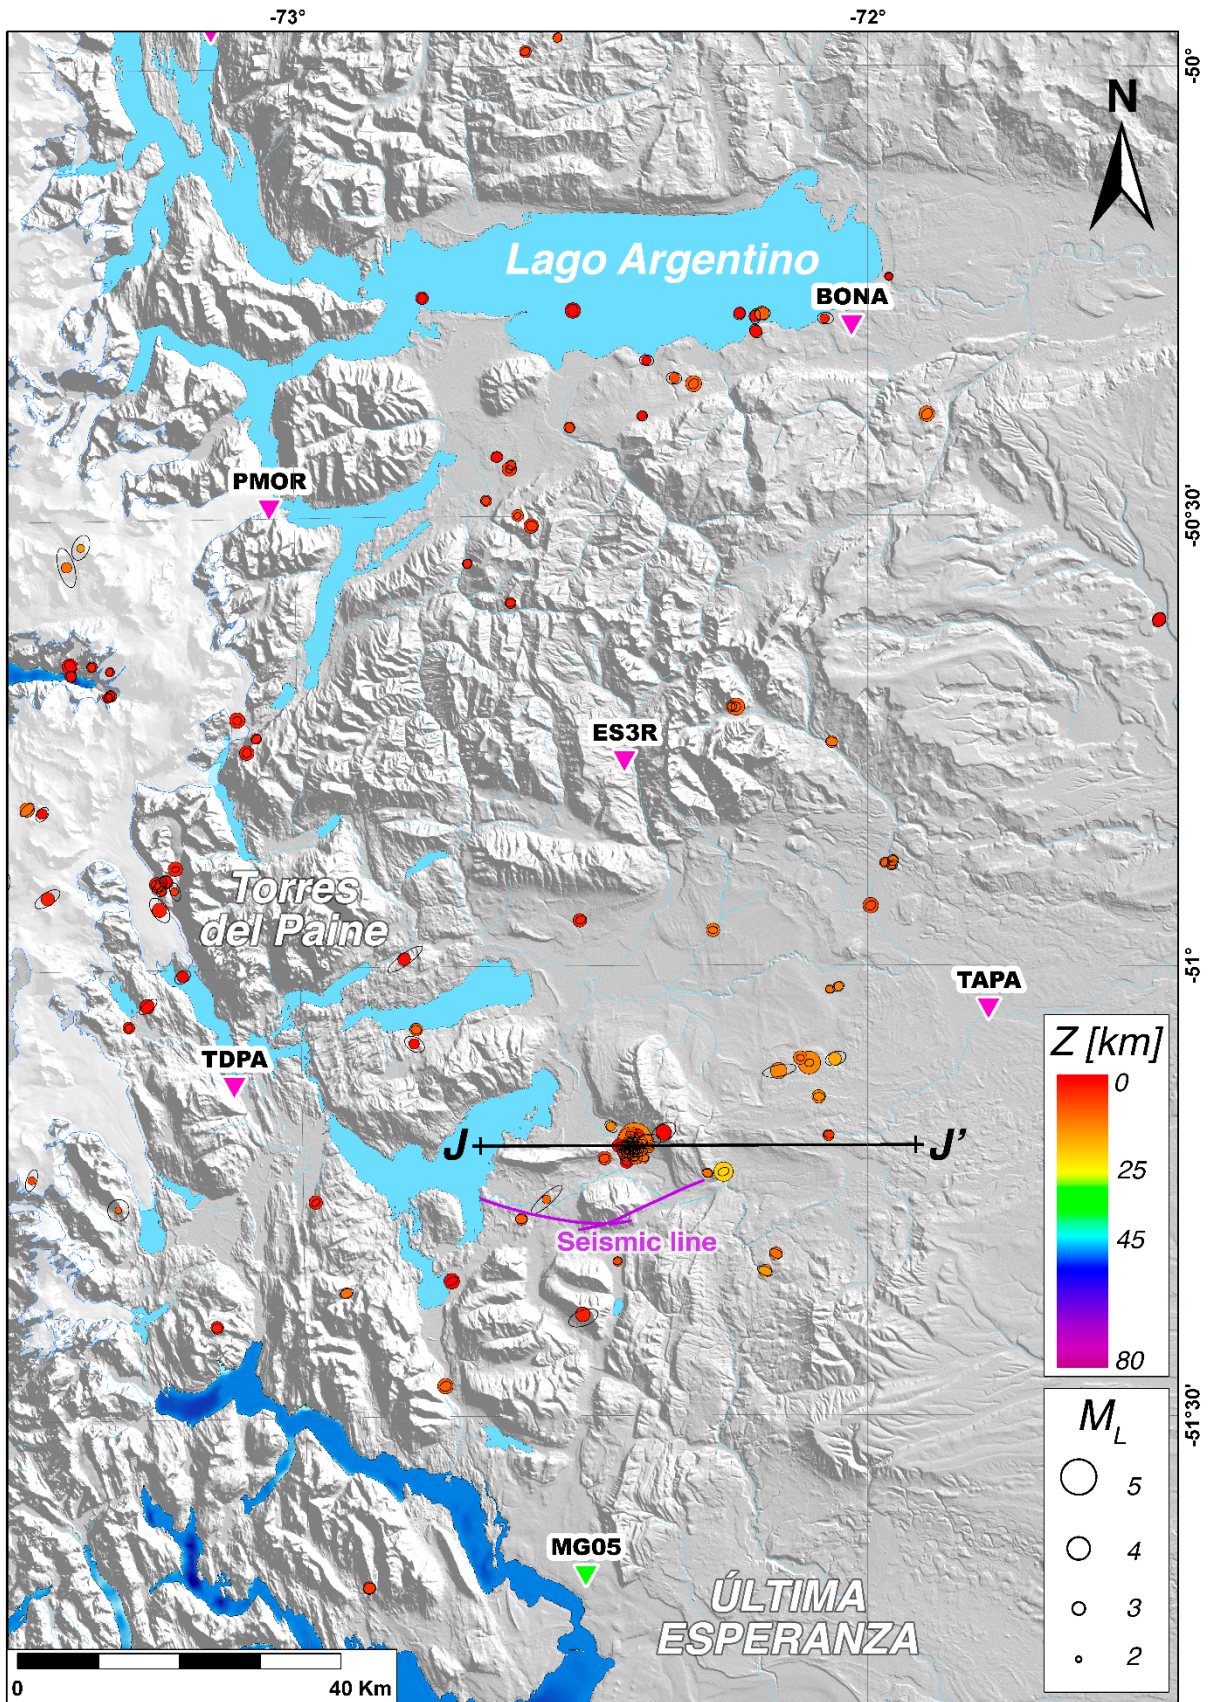 -73°
-72°
-50°
N
Lago Argentino
BONA
PMOR
-50°30'
ES3R
Torres
del Paine
-51°
TAPA
TDPA
Z [km]
0
25
45
80
J
J'
Seismic line
-51°30'
M_L
5
4
3
2
MG05
ÚLTIMA
ESPERANZA
0
40 Km